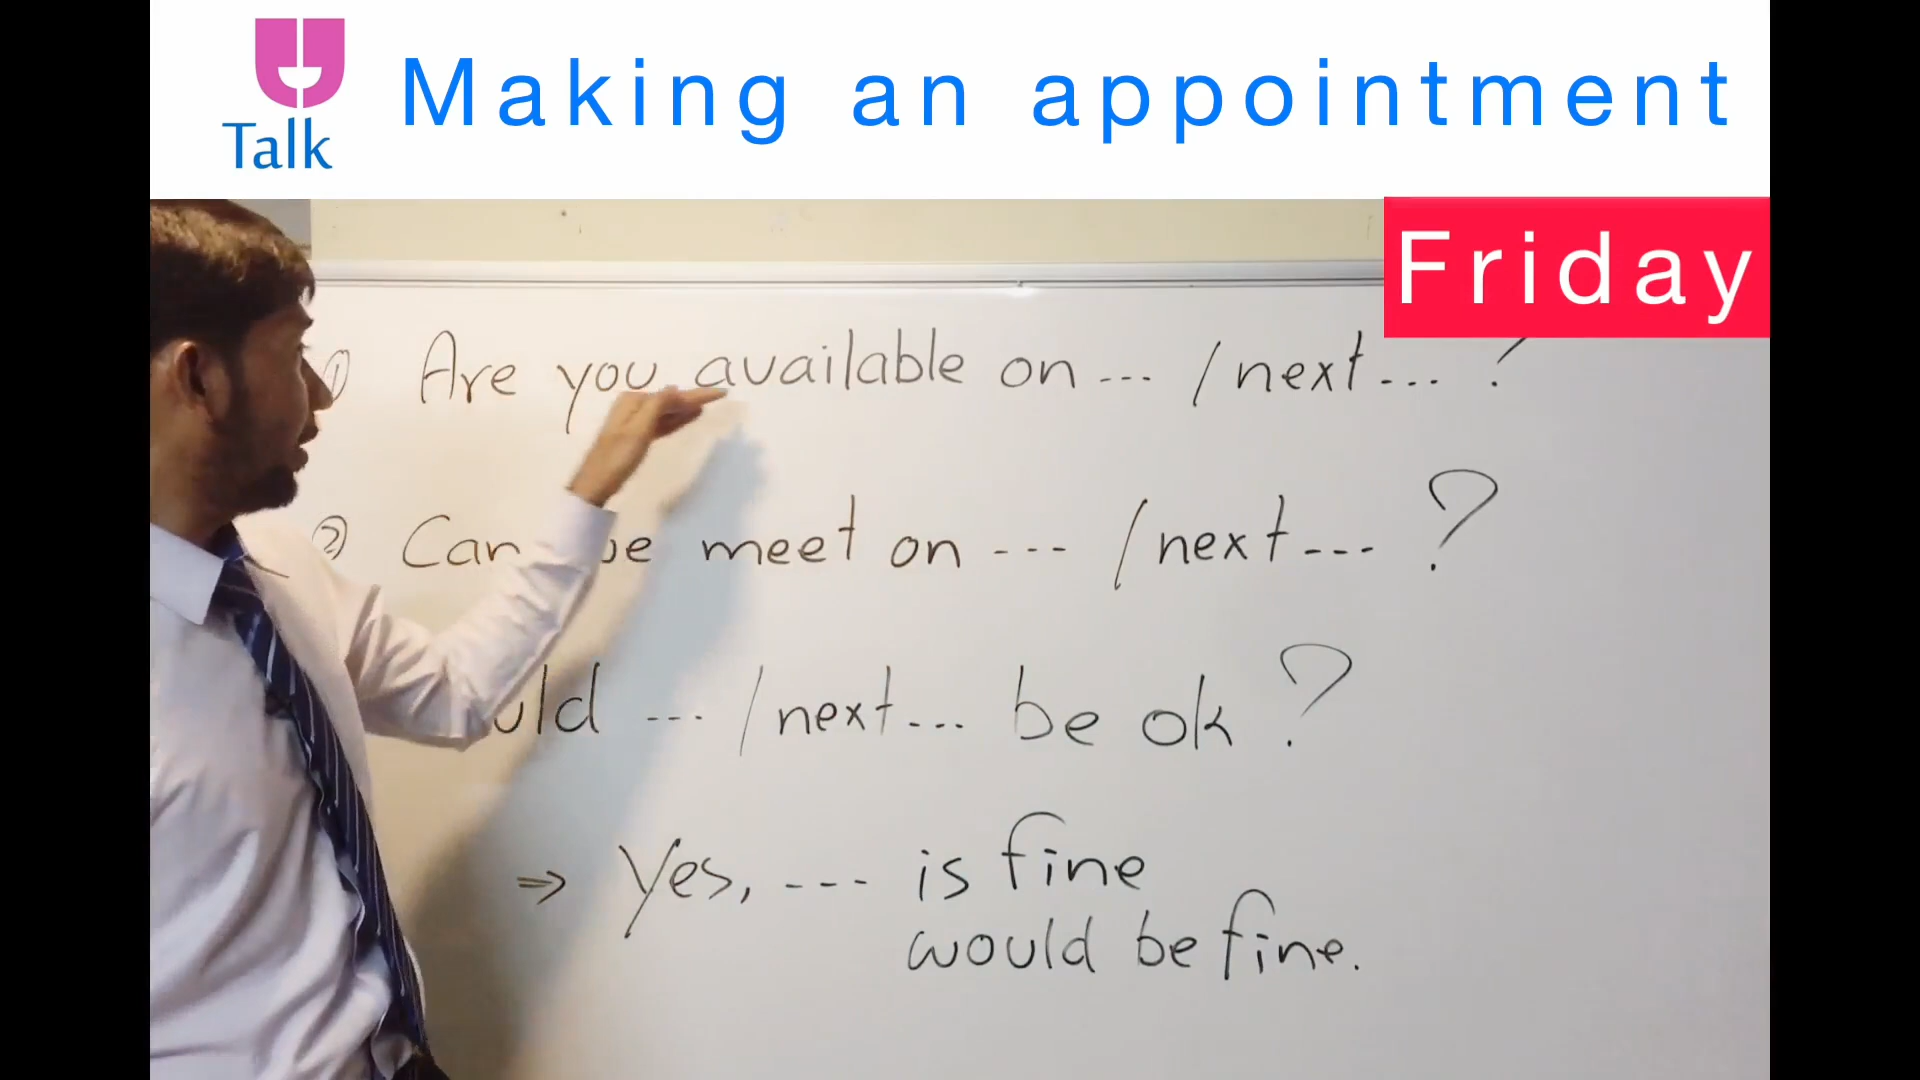 Talk
Making an appointment
Friday
① Are you available on --- / next... ?
② Can we meet on --- / next --- ?
uld --- / next... be ok?
⇒ Yes, --- is fine
would be fine.